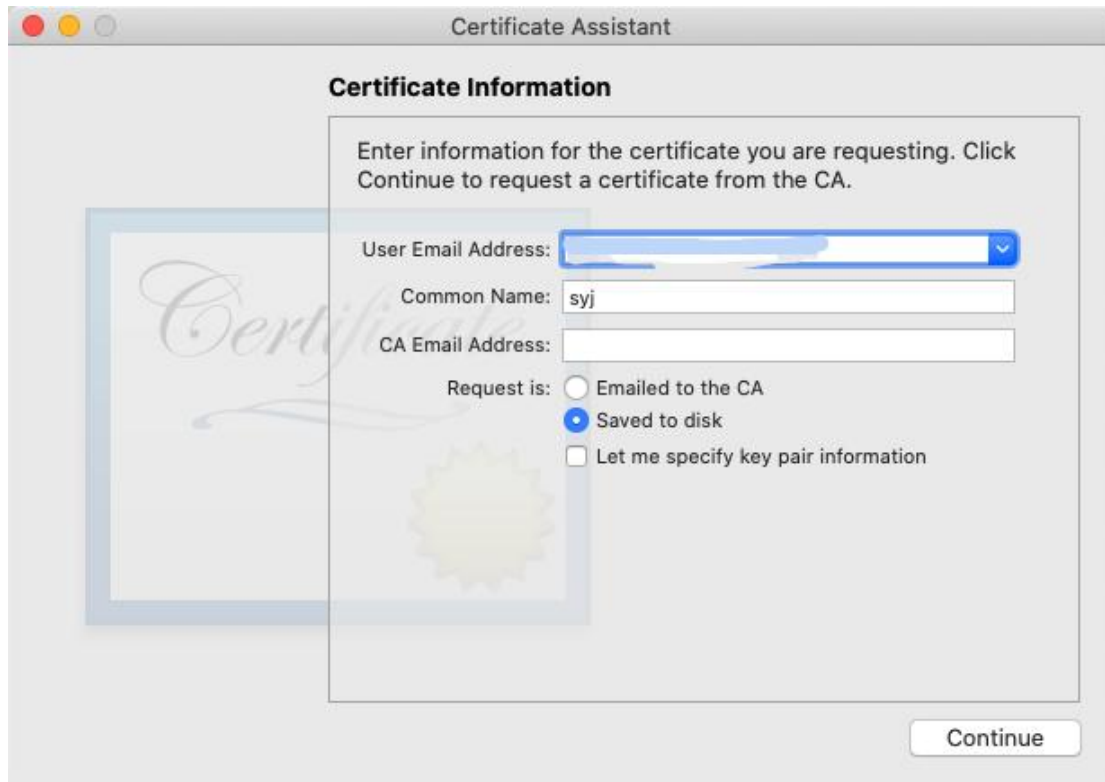 Certificate Assistant
Certificate Information
Enter information for the certificate you are requesting. Click
Continue to request a certificate from the CA.
Certificate
User Email Address:
Common Name: syj
CA Email Address:
Request is: Emailed to the CA
Saved to disk
Let me specify key pair information
Continue